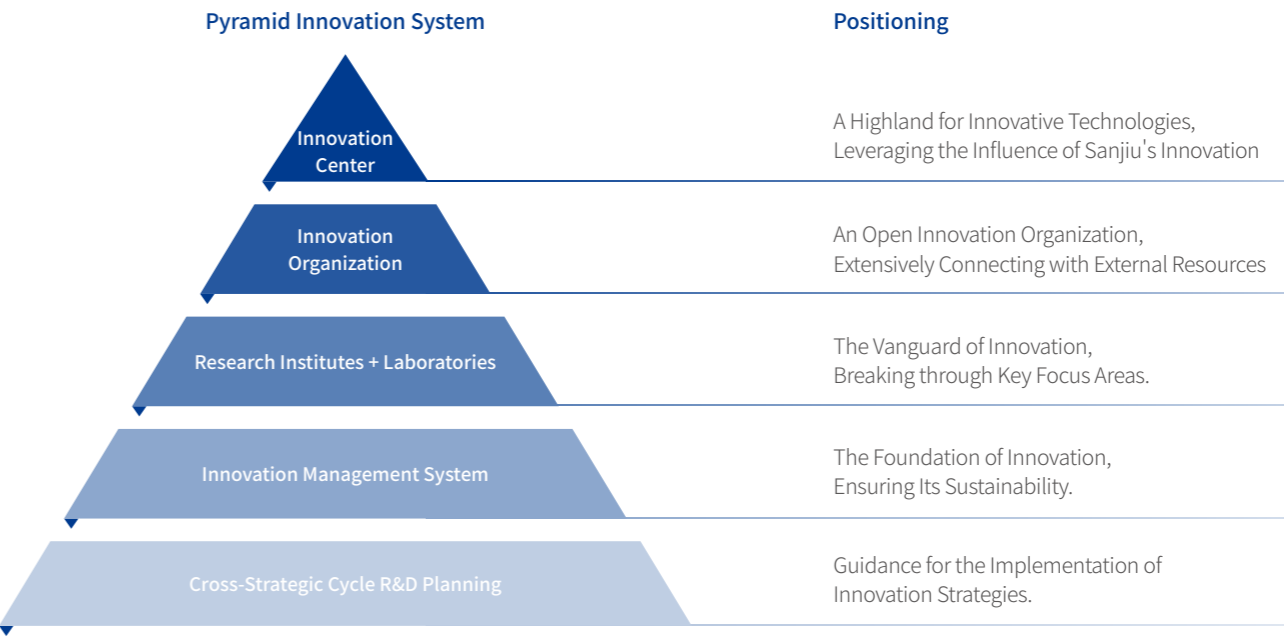 Pyramid Innovation System
Positioning
Innovation
Center
A Highland for Innovative Technologies,
Leveraging the Influence of Sanjiu's Innovation
Innovation
Organization
An Open Innovation Organization,
Extensively Connecting with External Resources
Research Institutes + Laboratories
The Vanguard of Innovation,
Breaking through Key Focus Areas.
Innovation Management System
The Foundation of Innovation,
Ensuring Its Sustainability.
Cross-Strategic Cycle R&D Planning
Guidance for the Implementation of
Innovation Strategies.